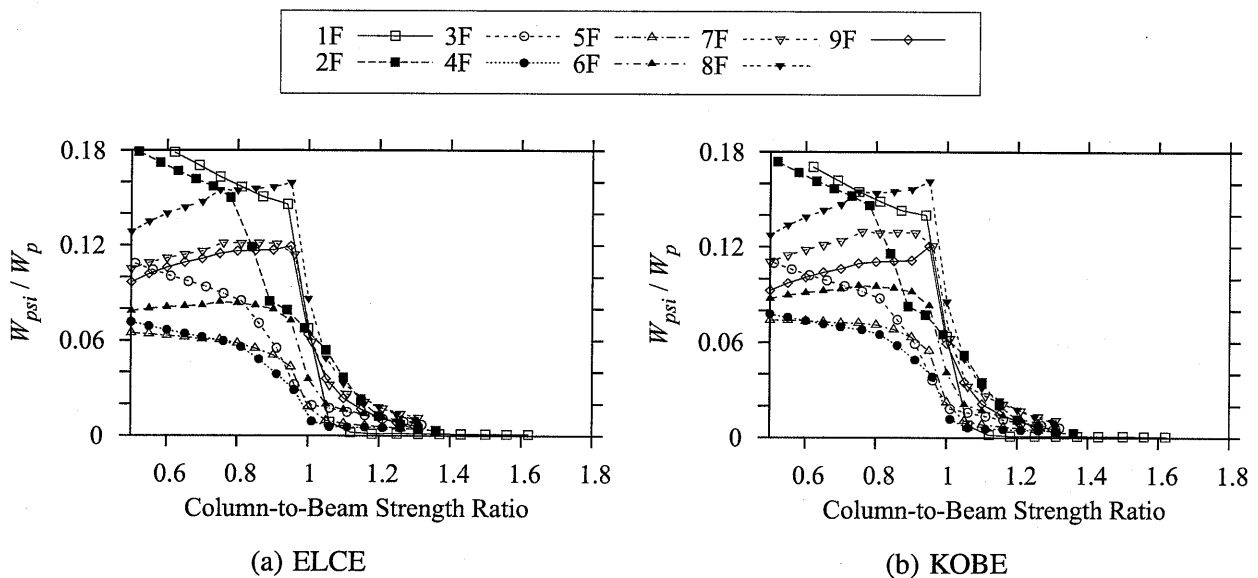 1F 3F 5F 7F 9F
2F 4F 6F 8F
0.18
0.12
0.06
0
W_psi / W_p
0.6 0.8 1 1.2 1.4 1.6 1.8
Column-to-Beam Strength Ratio
(a) ELCE
0.18
0.12
0.06
0
W_psi / W_p
0.6 0.8 1 1.2 1.4 1.6 1.8
Column-to-Beam Strength Ratio
(b) KOBE